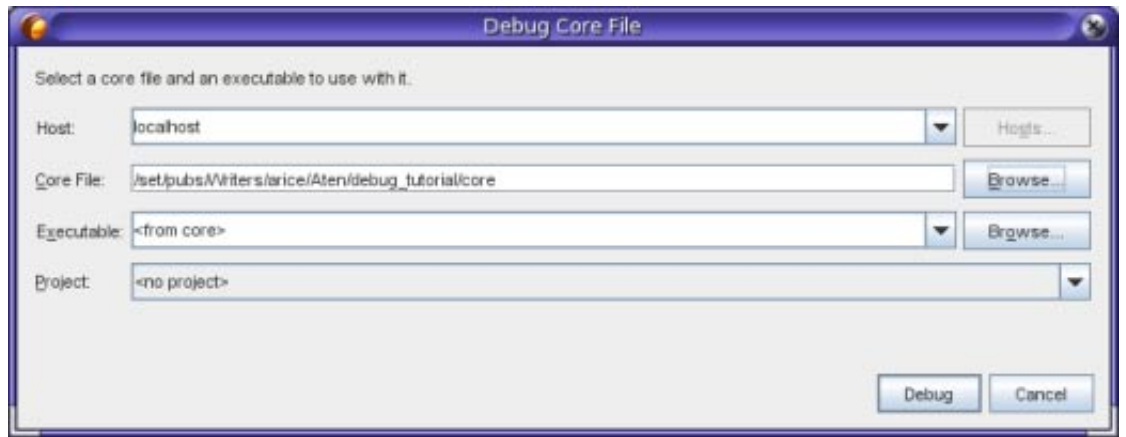 Debug Core File
Select a core file and an executable to use with it.
Host: localhost Hosts...
Core File: /set/pubs/Writers/arice/Aten/debug_tutorial/core Browse...
Executable: <from core> Browse...
Project: <no project>
Debug Cancel